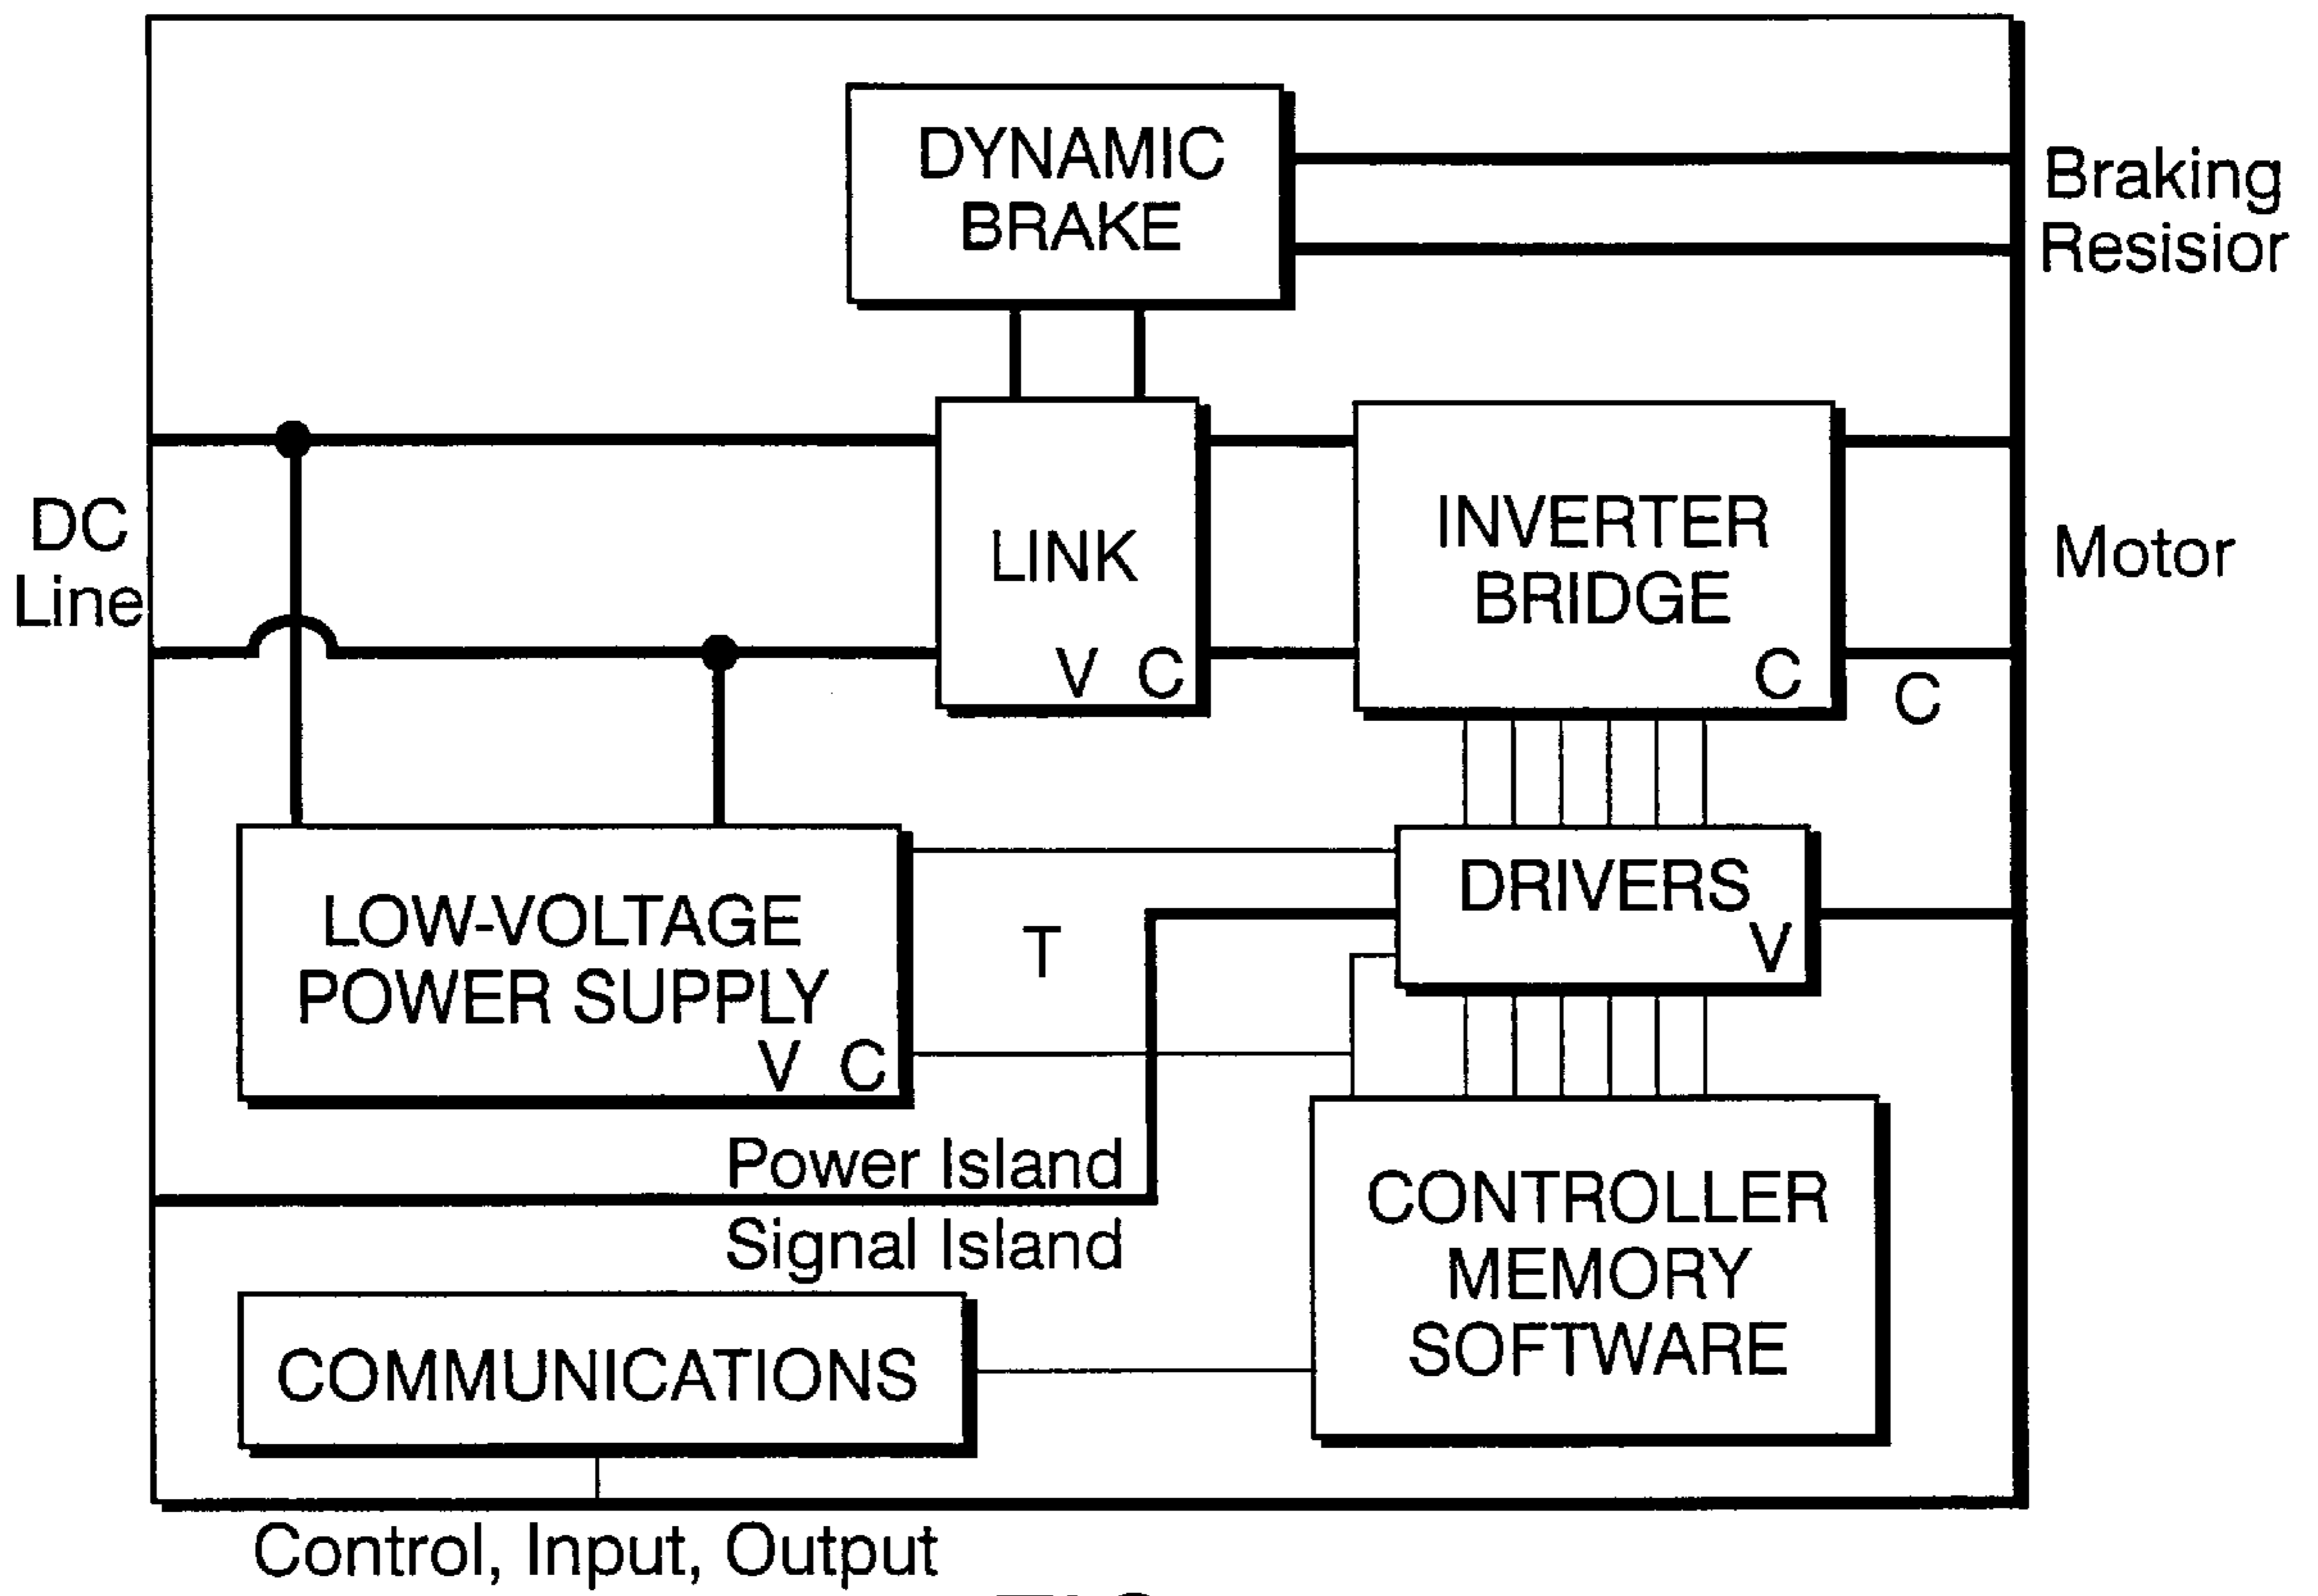 DYNAMIC
BRAKE
Braking
Resisior
DC
Line
LINK
V C
INVERTER
BRIDGE
C
C
Motor
LOW-VOLTAGE
POWER SUPPLY
V C
T
DRIVERS
V
Power Island
Signal Island
CONTROLLER
MEMORY
SOFTWARE
COMMUNICATIONS
Control, Input, Output